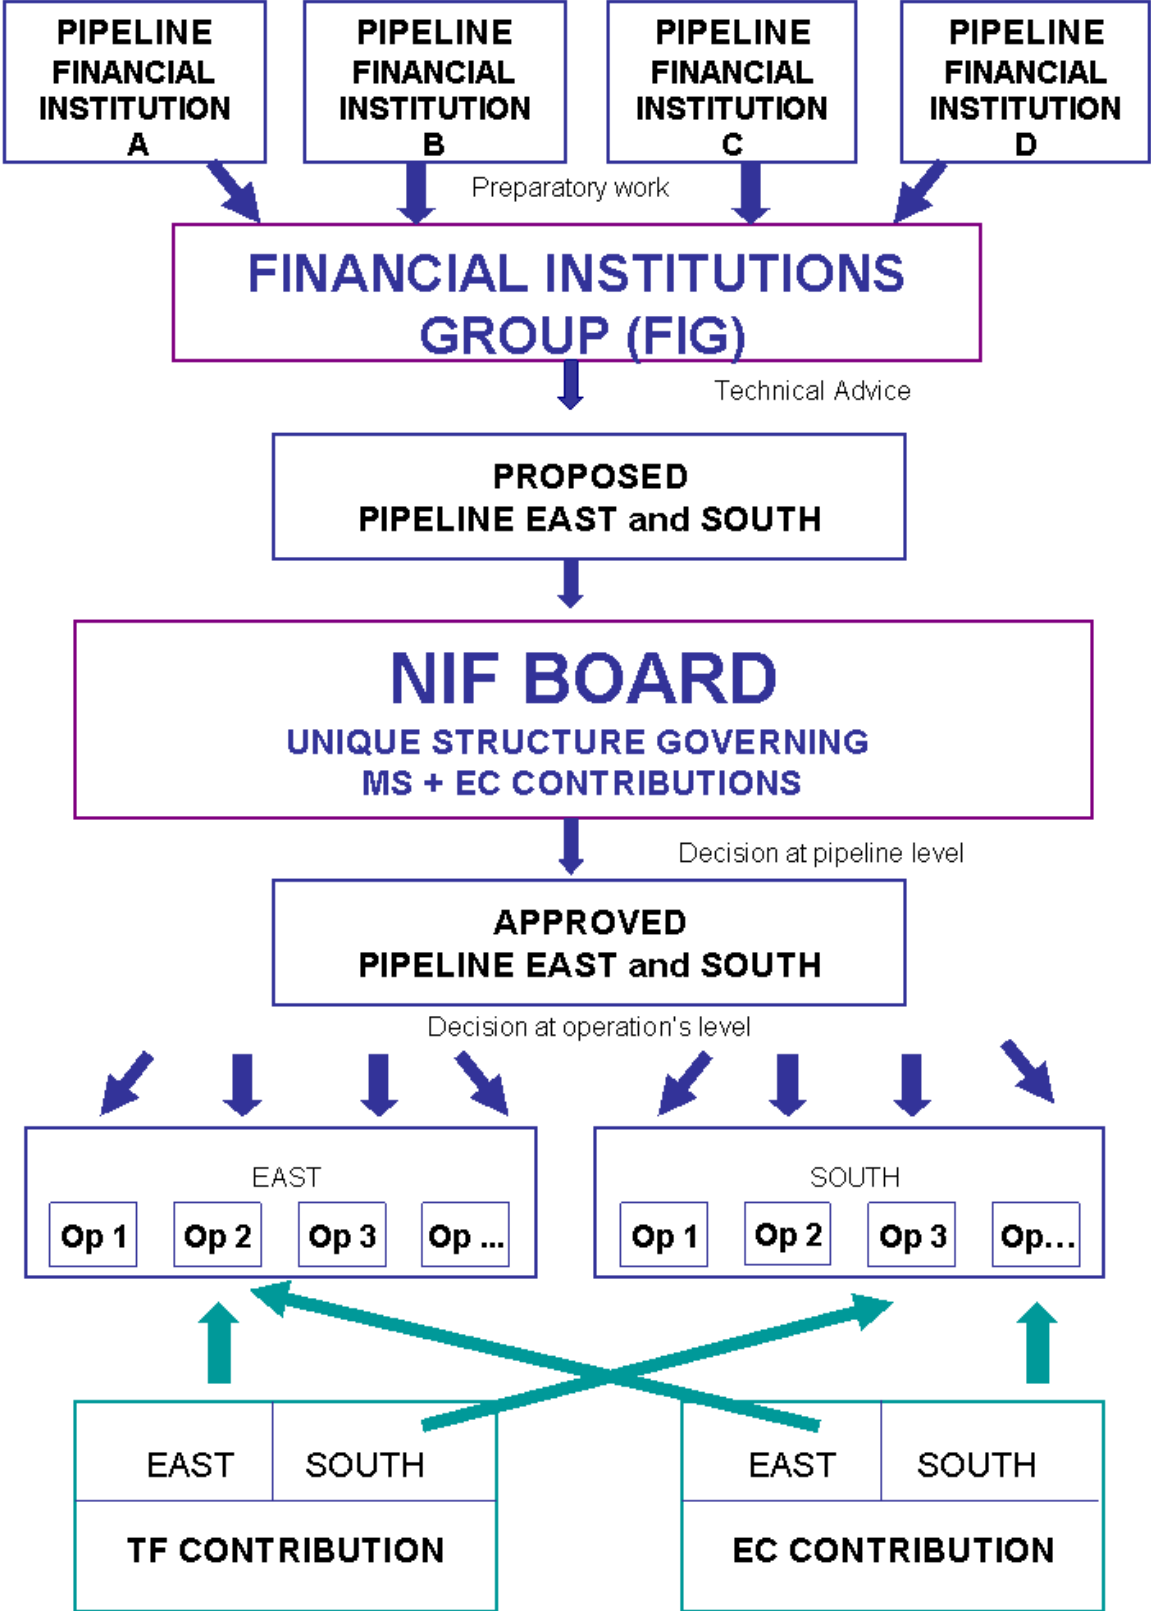 PIPELINE
FINANCIAL
INSTITUTION
A
PIPELINE
FINANCIAL
INSTITUTION
B
PIPELINE
FINANCIAL
INSTITUTION
C
PIPELINE
FINANCIAL
INSTITUTION
D
Preparatory work
FINANCIAL INSTITUTIONS
GROUP (FIG)
Technical Advice
PROPOSED
PIPELINE EAST and SOUTH
NIF BOARD
UNIQUE STRUCTURE GOVERNING
MS + EC CONTRIBUTIONS
Decision at pipeline level
APPROVED
PIPELINE EAST and SOUTH
Decision at operation's level
EAST
Op 1
Op 2
Op 3
Op ...
SOUTH
Op 1
Op 2
Op 3
Op...
EAST
SOUTH
TF CONTRIBUTION
EAST
SOUTH
EC CONTRIBUTION